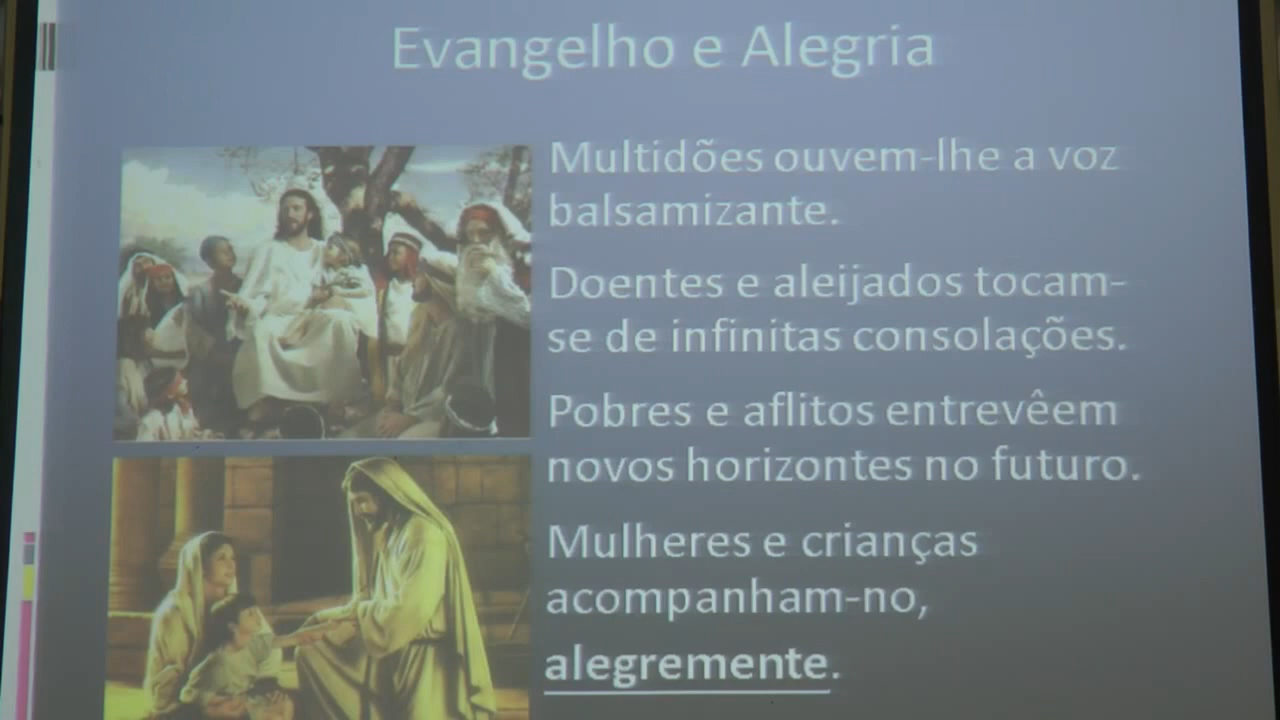 Evangelho e Alegria
Multidões ouvem-lhe a voz
balsamizante.
Doentes e aleijados tocam-
se de infinitas consolações.
Pobres e aflitos entrevêem
novos horizontes no futuro.
Mulheres e crianças
acompanham-no,
alegremente.